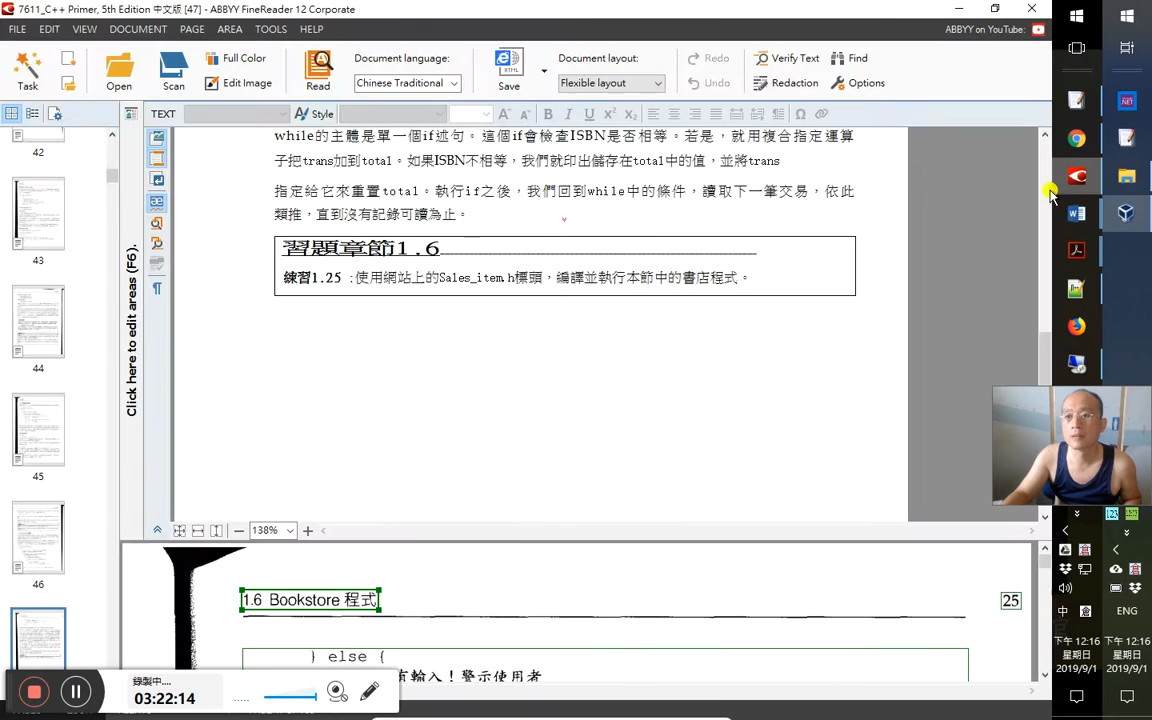 7611_C++ Primer, 5th Edition 中文版 [47] - ABBYY FineReader 12 Corporate
FILE EDIT VIEW DOCUMENT PAGE AREA TOOLS HELP
ABBYY on YouTube:
Task
Open
Scan
Full Color
Edit Image
Read
Document language:
Chinese Traditional
Save
Document layout:
Flexible layout
Redo
Undo
Verify Text
Find
Redaction
Options
TEXT
Style
42
43
44
45
46
Click here to edit areas (F6).
while的主體是單一個if述句。這個if會檢查ISBN是否相等。若是，就用複合指定運算
子把trans加到total。如果ISBN不相等，我們就印出儲存在total中的值，並將trans
指定給它來重置total。執行if之後，我們回到while中的條件，讀取下一筆交易，依此
類推，直到沒有記錄可讀為止。
習題章節1.6
練習1.25 :使用網站上的Sales_item.h標頭，編譯並執行本節中的書店程式。
138%
1.6 Bookstore 程式
25
} else {
有輸入！警示使用者
錄製中....
03:22:14
中
ENG
下午 12:16
星期日
2019/9/1
下午 12:16
星期日
2019/9/1